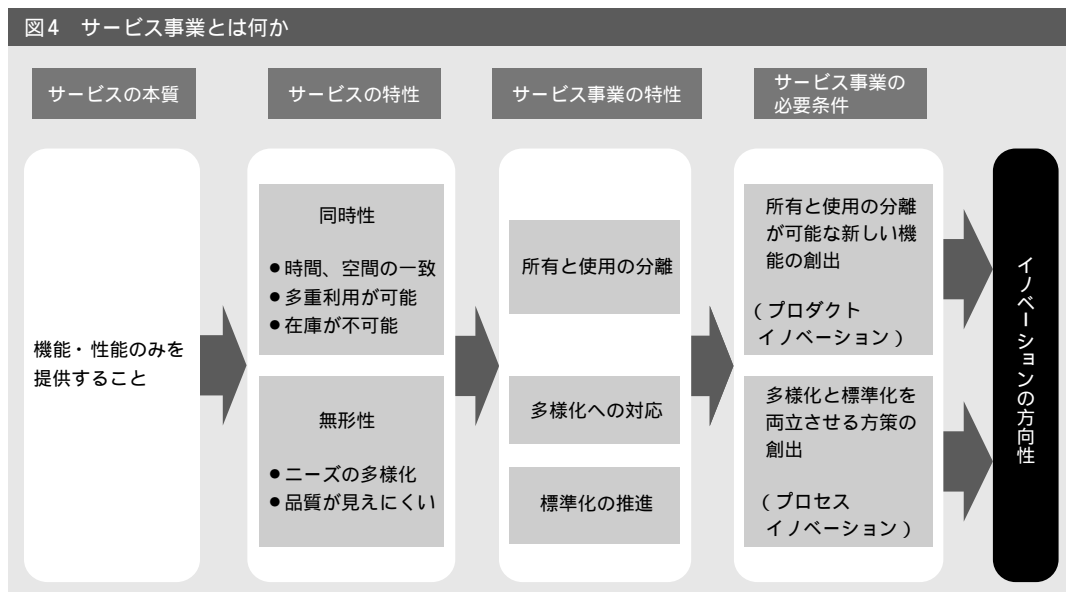 図4 サービス事業とは何か
サービスの本質
サービスの特性
サービス事業の特性
サービス事業の
必要条件
機能・性能のみを
提供すること
同時性
●時間、空間の一致
●多重利用が可能
●在庫が不可能
無形性
●ニーズの多様化
●品質が見えにくい
所有と使用の分離
多様化への対応
標準化の推進
所有と使用の分離
が可能な新しい機
能の創出
(プロダクト
イノベーション)
多様化と標準化を
両立させる方策の
創出
(プロセス
イノベーション)
イノベーションの方向性